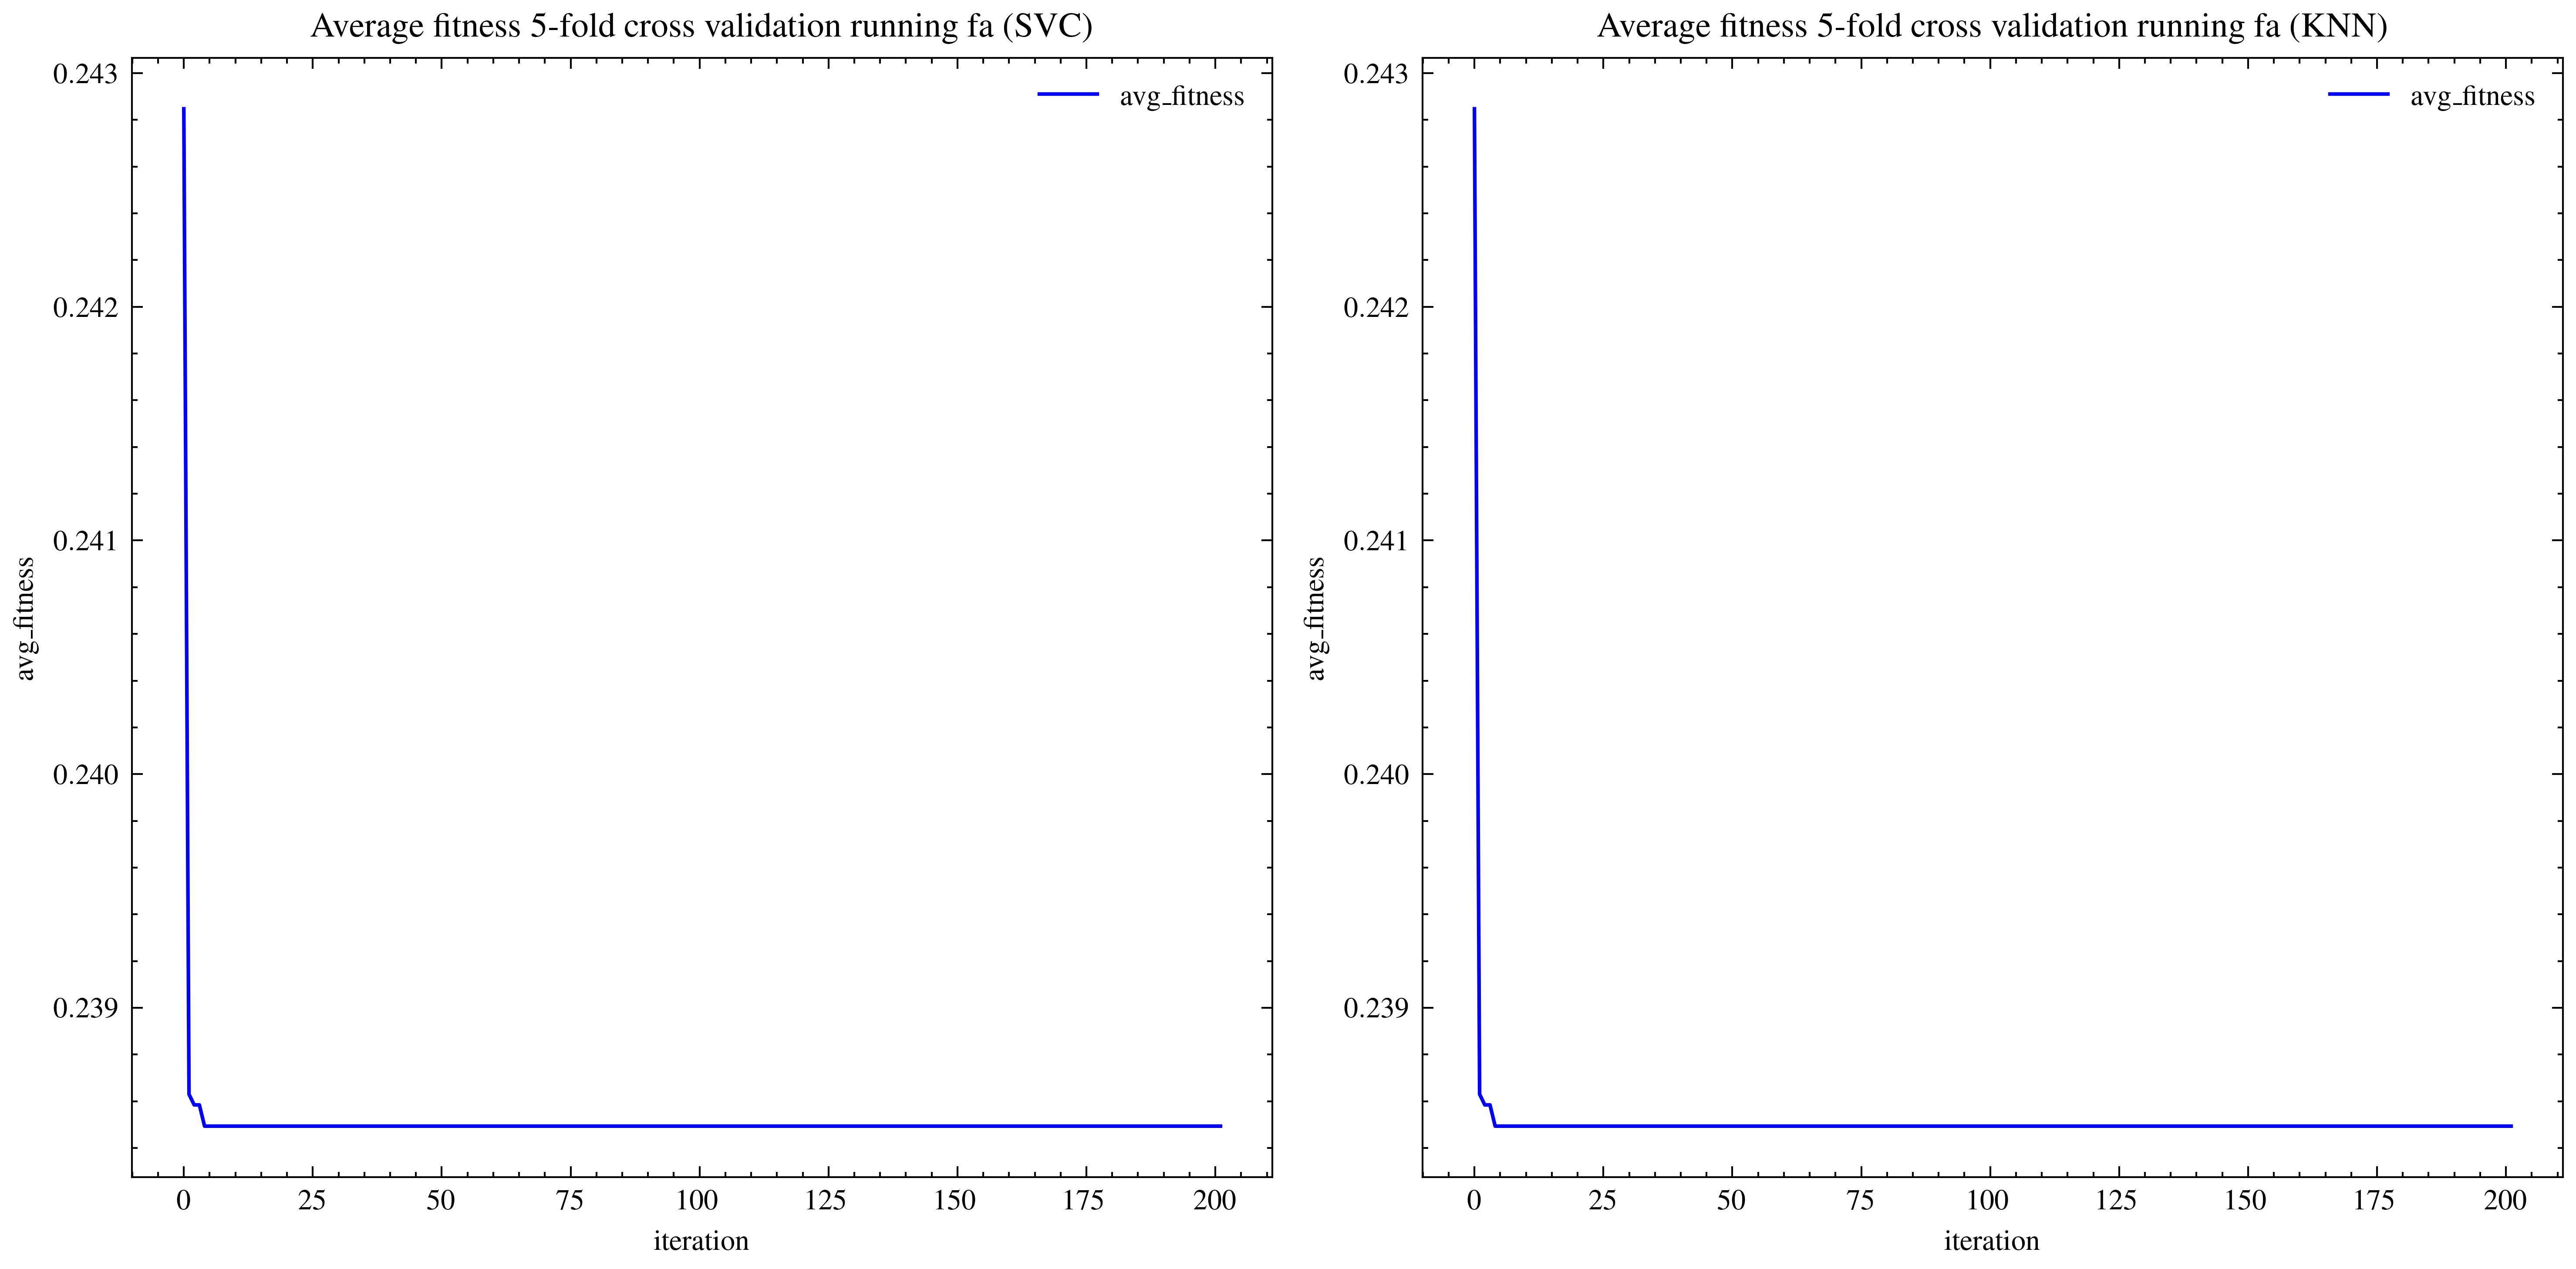 Average fitness 5-fold cross validation running fa (SVC)
avg_fitness
0.243
0.242
0.241
0.240
0.239
avg_fitness
0 25 50 75 100 125 150 175 200
iteration
Average fitness 5-fold cross validation running fa (KNN)
avg_fitness
0.243
0.242
0.241
0.240
0.239
avg_fitness
0 25 50 75 100 125 150 175 200
iteration